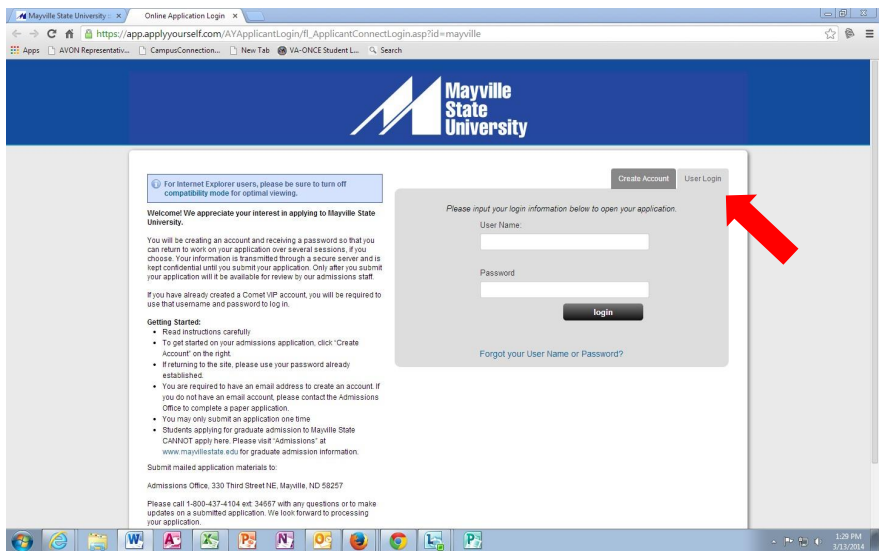 Mayville State University :
Online Application Login
https://app.applyyourself.com/AYApplicantLogin/fl_ApplicantConnectLogin.asp?id=mayville
Apps AVON Representativ... CampusConnection... New Tab VA-ONCE Student L... Search
Mayville
State
University
For Internet Explorer users, please be sure to turn off
compatibility mode for optimal viewing.
Welcome! We appreciate your interest in applying to Mayville State
University.
You will be creating an account and receiving a password so that you
can return to work on your application over several sessions, if you
choose. Your information is transmitted through a secure server and is
kept confidential until you submit your application. Only after you submit
your application will it be available for review by our admissions staff.
If you have already created a Comet VIP account, you will be required to
use that username and password to log in.
Getting Started:
• Read instructions carefully
• To get started on your admissions application, click "Create
Account" on the right.
• If returning to the site, please use your password already
established.
• You are required to have an email address to create an account. If
you do not have an email account, please contact the Admissions
Office to complete a paper application.
• You may only submit an application one time
• Students applying for graduate admission to Mayville State
CANNOT apply here. Please visit "Admissions" at
www.mayvillestate.edu for graduate admission information.
Submit mailed application materials to:
Admissions Office, 330 Third Street NE, Mayville, ND 58257
Please call 1-800-437-4104 ext: 34667 with any questions or to make
updates on a submitted application. We look forward to processing
your application.
Create Account User Login
Please input your login information below to open your application.
User Name:
Password
login
Forgot your User Name or Password?
1:29 PM
3/13/2014